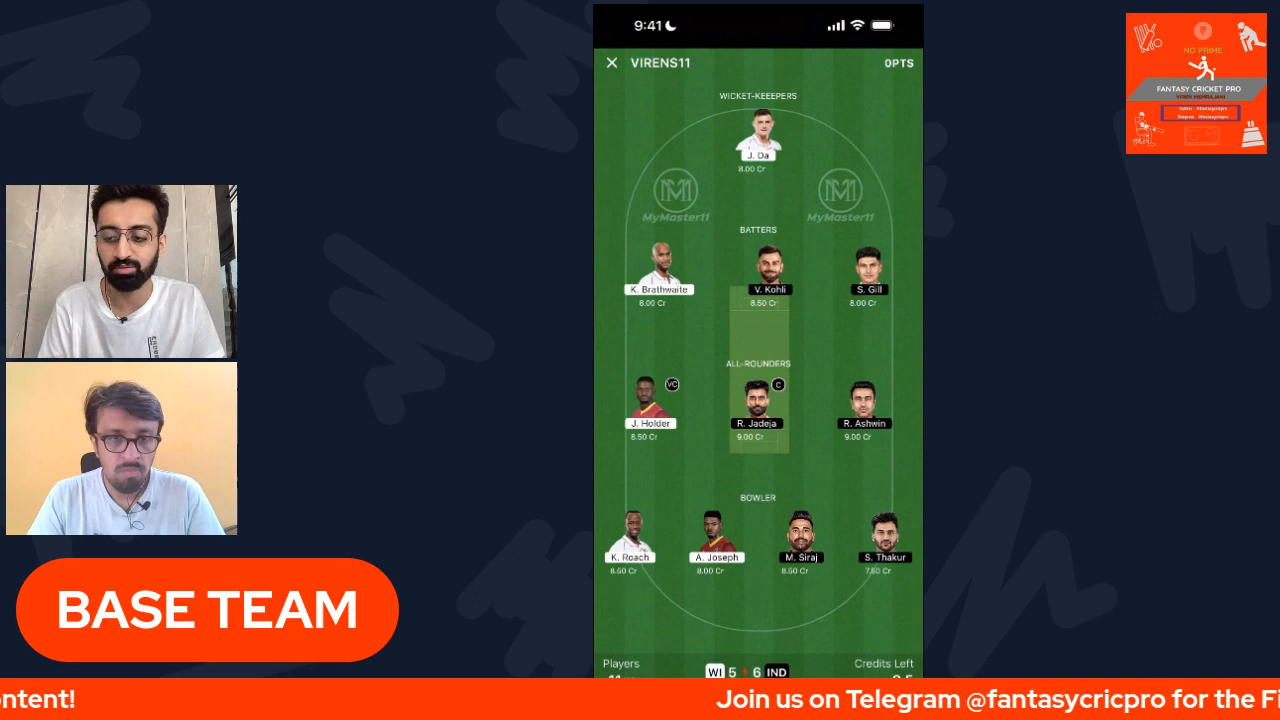 9:41
VIRENS11
0PTS
WICKET-KEEEPERS
J. Da
8.00 Cr
MyMaster11
MyMaster11
BATTERS
K. Brathwaite
V. Kohli
S. Gill
8.00 Cr
8.50 Cr
8.00 Cr
ALL-ROUNDERS
VC
C
J. Holder
R. Jadeja
R. Ashwin
8.50 Cr
9.00 Cr
9.00 Cr
BOWLER
K. Roach
A. Joseph
M. Siraj
S. Thakur
8.50 Cr
8.00 Cr
8.50 Cr
7.50 Cr
Players
WI 5 6 IND
Credits Left
NO PRIME
FANTASY CRICKET PRO
BASE TEAM
ontent!
Join us on Telegram @fantasycricpro for the Fi